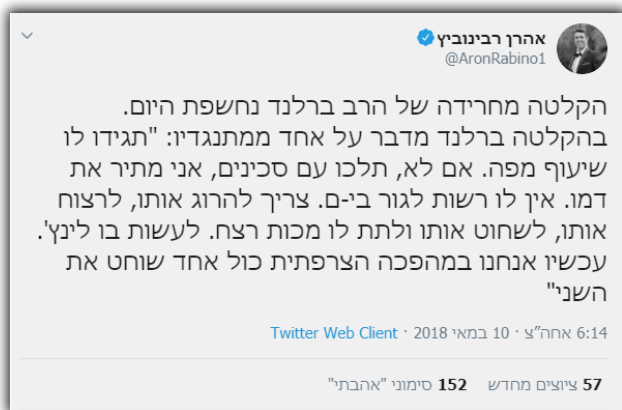 אהרן רבינוביץ
@AronRabino1
הקלטה מחרידה של הרב ברלנד נחשפת היום.
בהקלטה ברלנד מדבר על אחד ממתנגדיו: "תגידו לו
שיעוף מפה. אם לא, תלכו עם סכינים, אני מתיר את
דמו. אין לו רשות לגור בי-ם. צריך להרוג אותו, לרצוח
אותו, לשחוט אותו ולתת לו מכות רצח. לעשות בו לינץ'.
עכשיו אנחנו במהפכה הצרפתית כול אחד שוחט את
השני"
6:14 אחה"צ · 10 במאי 2018 · Twitter Web Client
57 ציוצים מחדש 152 סימוני "אהבתי"